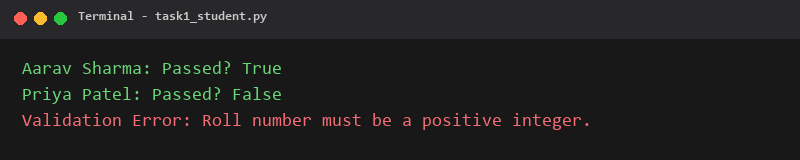 Terminal - task1_student.py
Aarav Sharma: Passed? True
Priya Patel: Passed? False
Validation Error: Roll number must be a positive integer.